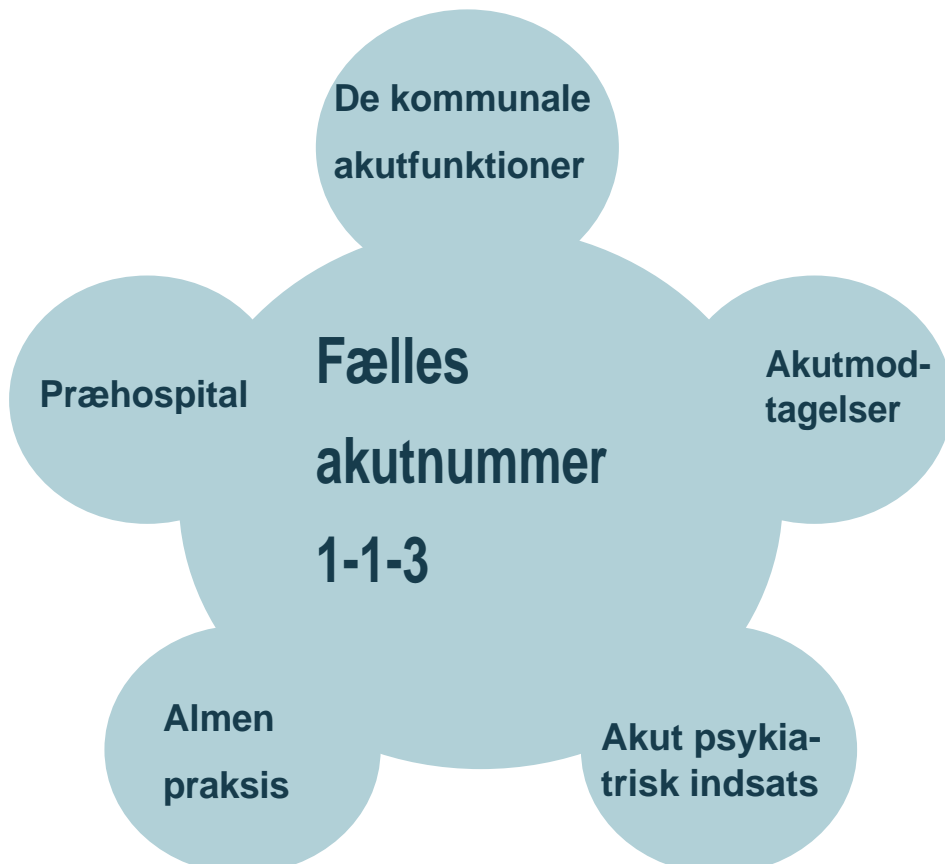 De kommunale
akutfunktioner
Præhospital
Fælles
akutnummer
1-1-3
Akutmod-
tagelser
Almen
praksis
Akut psykia-
trisk indsats